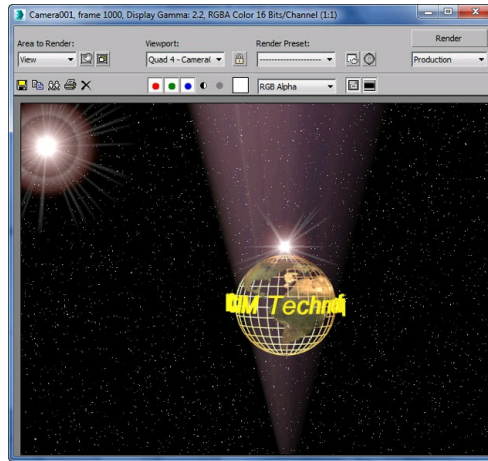 Camera001, frame 1000, Display Gamma: 2.2, RGBA Color 16 Bits/Channel (1:1)
Area to Render:
Viewport:
Render Preset:
Render
View
Quad 4 - Camera(
--------------------
Production
RGB Alpha
M Techno